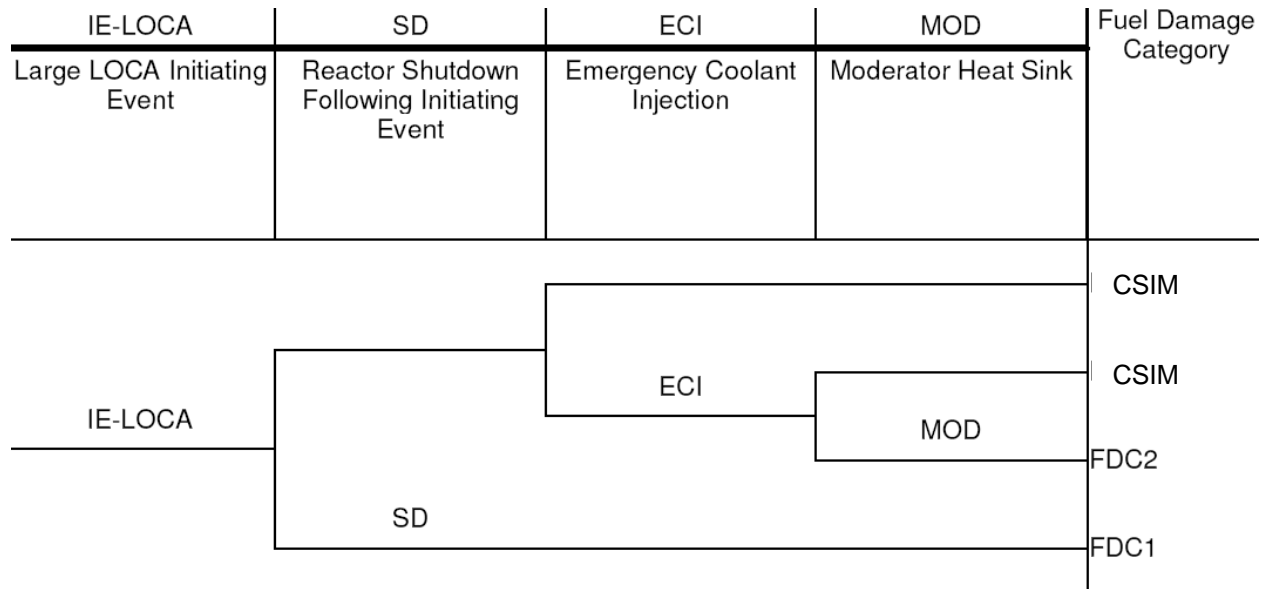 IE-LOCA
SD
ECI
MOD
Fuel Damage
Category
Large LOCA Initiating
Event
Reactor Shutdown
Following Initiating
Event
Emergency Coolant
Injection
Moderator Heat Sink
CSIM
CSIM
ECI
IE-LOCA
MOD
FDC2
SD
FDC1